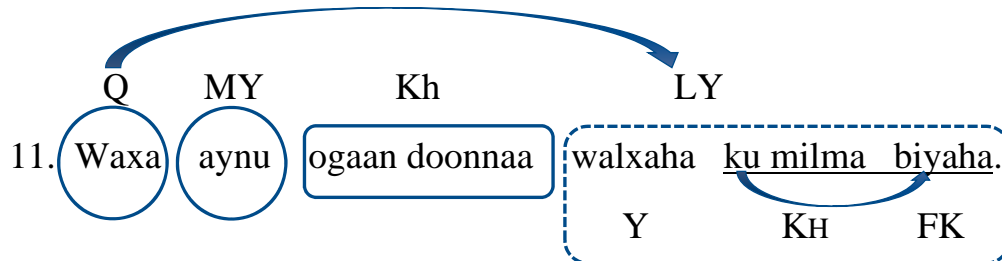 Q MY Kh LY
11. Waxa aynu ogaan doonnaa walxaha ku milma biyaha.
Y KH FK